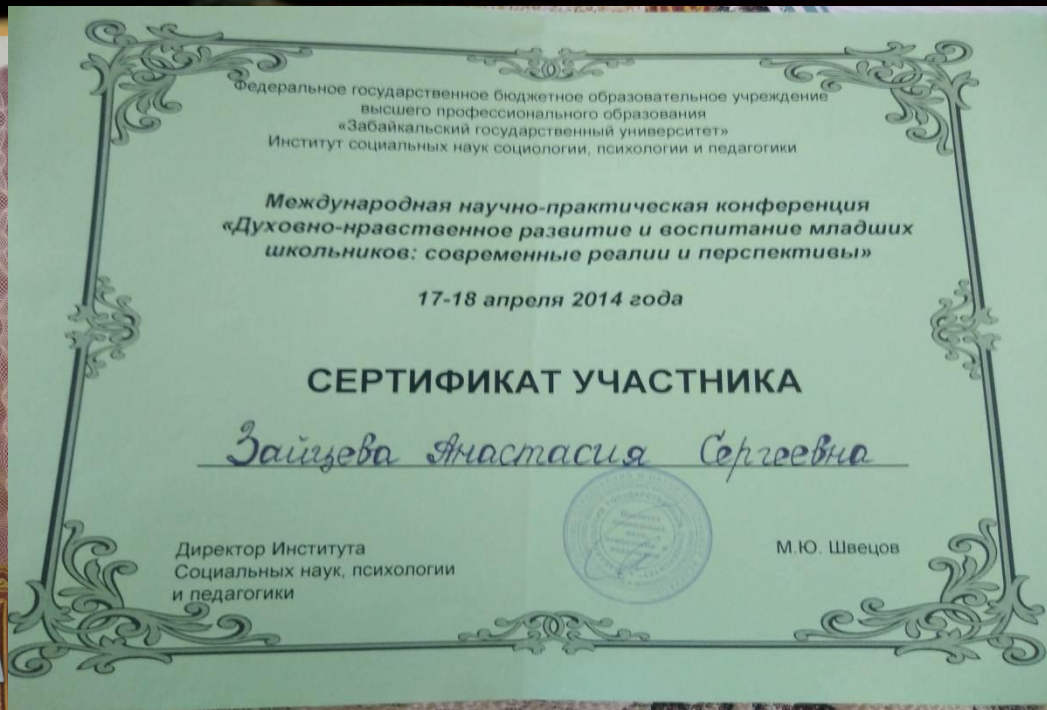 Федеральное государственное бюджетное образовательное учреждение
высшего профессионального образования
«Забайкальский государственный университет»
Институт социальных наук социологии, психологии и педагогики
Международная научно-практическая конференция
«Духовно-нравственное развитие и воспитание младших
школьников: современные реалии и перспективы»
17-18 апреля 2014 года
СЕРТИФИКАТ УЧАСТНИКА
Зайцева Анастасия Сергеевна
Директор Института
Социальных наук, психологии
и педагогики
М.Ю. Швецов